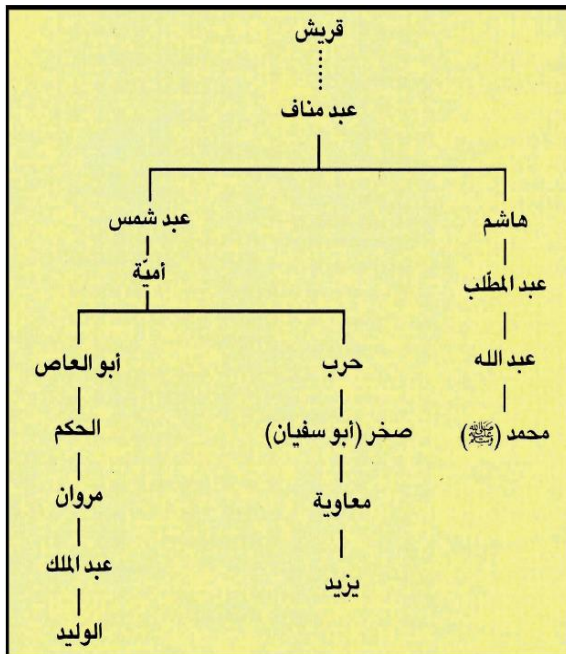 قريش
عبد مناف
هاشم
عبد شمس
عبد المطّلب
أميّة
عبد الله
حرب
أبو العاص
محمد (ﷺ)
صخر (أبو سفيان)
الحكم
معاوية
مروان
يزيد
عبد الملك
الوليد